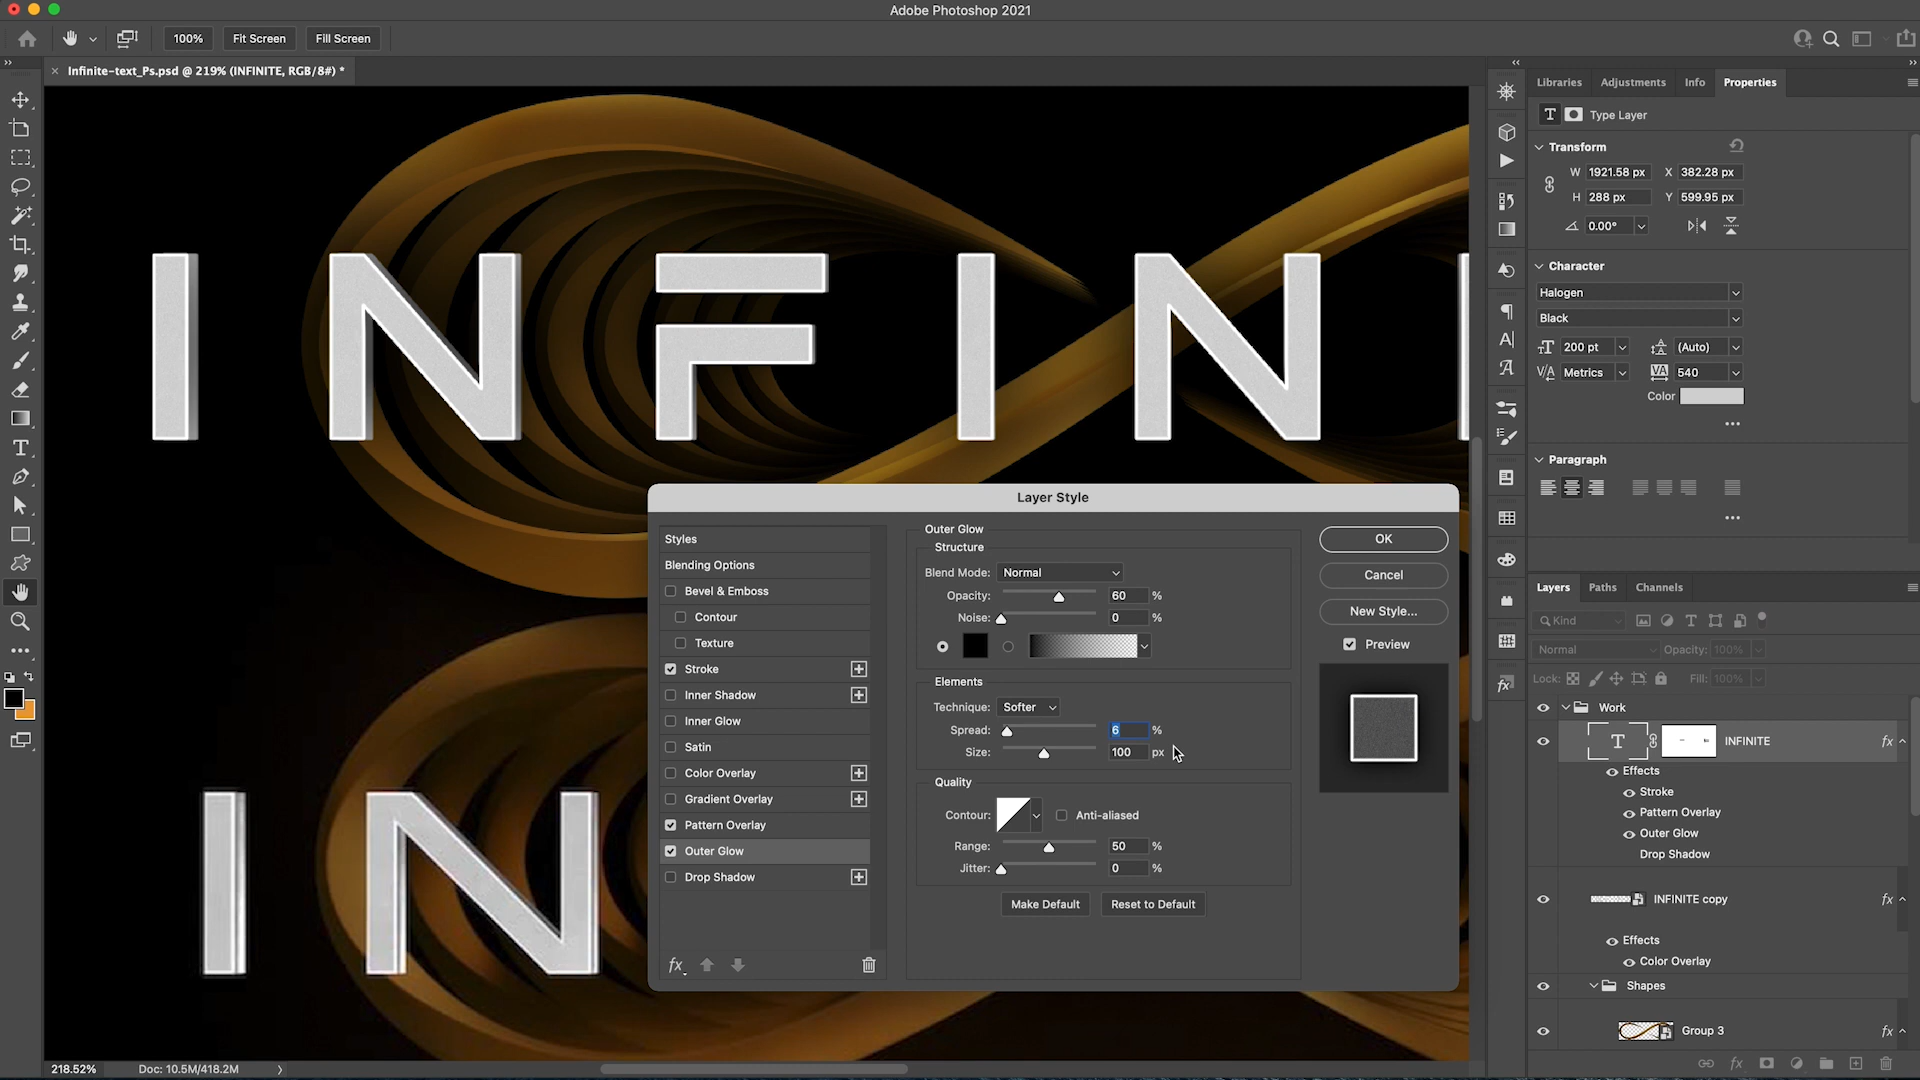 Adobe Photoshop 2021
100%
Fit Screen
Fill Screen
Infinite-text_Ps.psd @ 219% (INFINITE, RGB/8#) *
INFIN
IN
218.52%
Doc: 10.5M/418.2M
Layer Style
Styles
Blending Options
Bevel & Emboss
Contour
Texture
Stroke
Inner Shadow
Inner Glow
Satin
Color Overlay
Gradient Overlay
Pattern Overlay
Outer Glow
Drop Shadow
fx
Outer Glow
Structure
Blend Mode: Normal
Opacity: 60 %
Noise: 0 %
Elements
Technique: Softer
Spread: 6 %
Size: 100 px
Quality
Contour: Anti-aliased
Range: 50 %
Jitter: 0 %
Make Default
Reset to Default
OK
Cancel
New Style...
Preview
Libraries
Adjustments
Info
Properties
T Type Layer
Transform
W 1921.58 px X 382.28 px
H 288 px Y 599.95 px
0.00°
Character
Halogen
Black
200 pt (Auto)
Metrics 540
Color
Paragraph
Layers
Paths
Channels
Kind
Normal Opacity: 100%
Lock: Fill: 100%
Work
T INFINITE fx
Effects
Stroke
Pattern Overlay
Outer Glow
Drop Shadow
INFINITE copy fx
Effects
Color Overlay
Shapes
Group 3 fx
fx